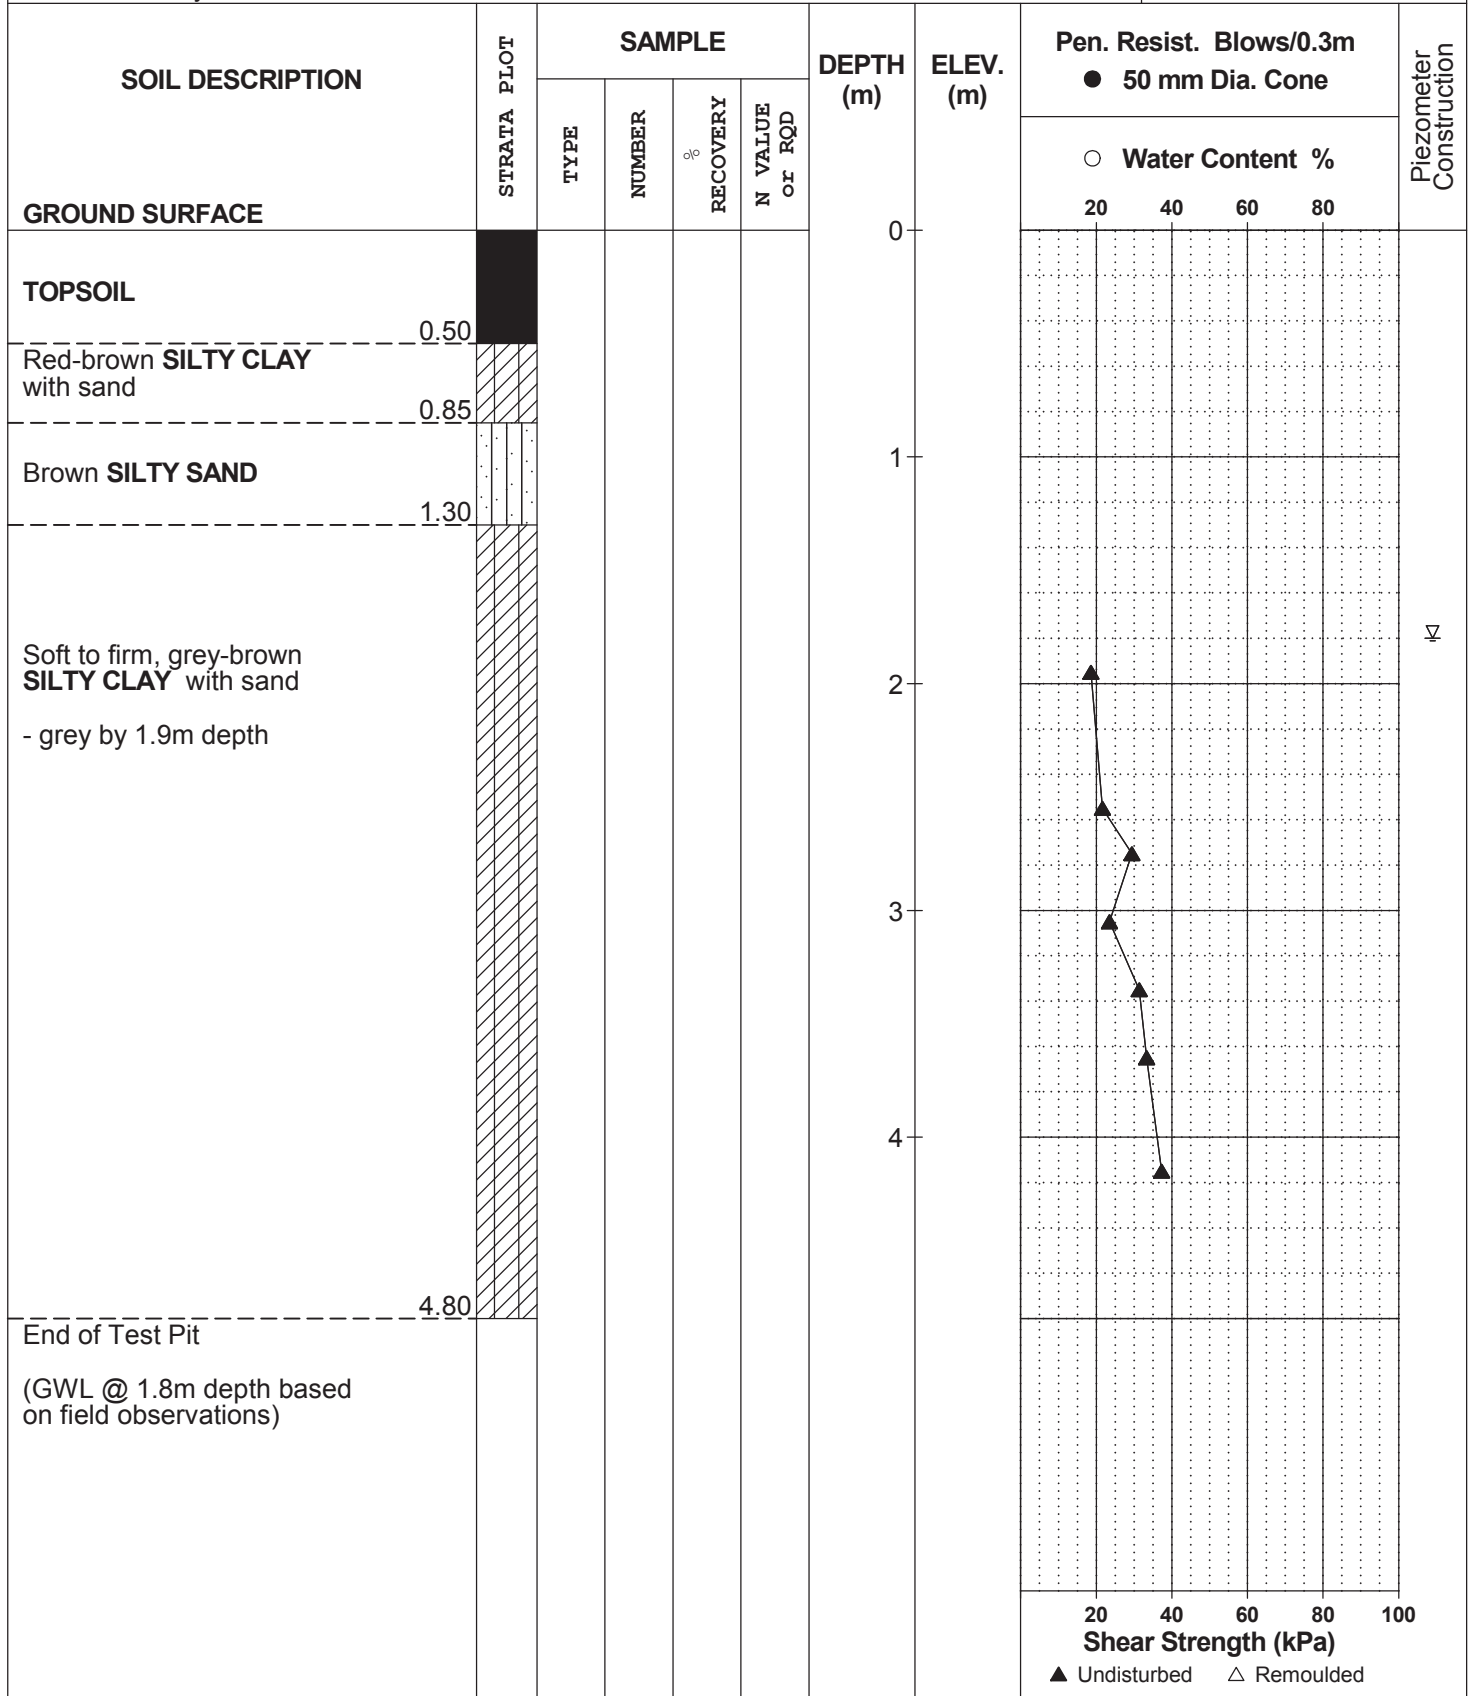 SOIL DESCRIPTION
GROUND SURFACE
STRATA PLOT
SAMPLE
TYPE
NUMBER
%
RECOVERY
N VALUE
or RQD
DEPTH
(m)
ELEV.
(m)
Pen. Resist. Blows/0.3m
● 50 mm Dia. Cone
○ Water Content %
20 40 60 80
Piezometer
Construction
0
TOPSOIL
0.50
Red-brown SILTY CLAY
with sand
0.85
Brown SILTY SAND
1
1.30
Soft to firm, grey-brown
SILTY CLAY with sand
- grey by 1.9m depth
2
3
4
4.80
End of Test Pit
(GWL @ 1.8m depth based
on field observations)
20 40 60 80 100
Shear Strength (kPa)
▲ Undisturbed △ Remoulded